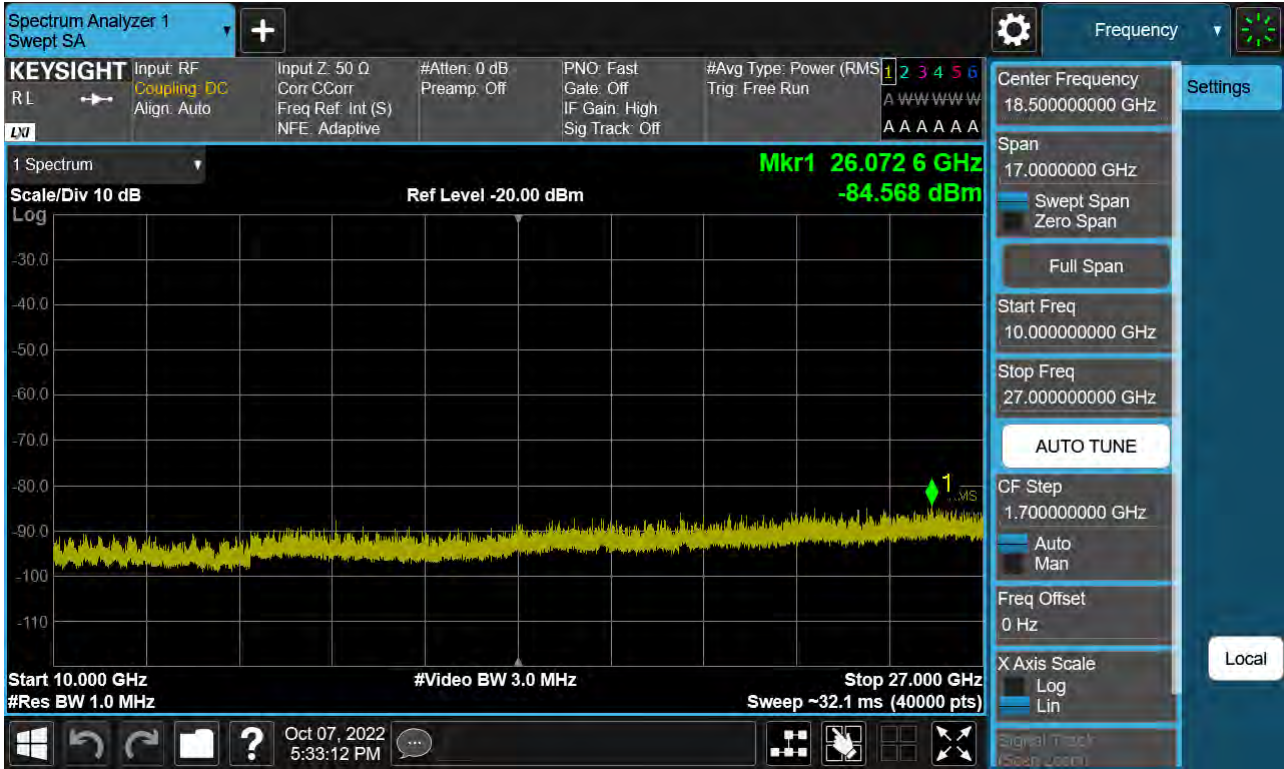 Spectrum Analyzer 1
Swept SA
+
Frequency
KEYSIGHT
RL
LXI
Input: RF
Coupling: DC
Align: Auto
Input Z: 50 Ω
Corr CCorr
Freq Ref: Int (S)
NFE: Adaptive
#Atten: 0 dB
Preamp: Off
PNO: Fast
Gate: Off
IF Gain: High
Sig Track: Off
#Avg Type: Power (RMS
Trig: Free Run
1 2 3 4 5 6
A W W W W W
A A A A A A
1 Spectrum
Scale/Div 10 dB
Log
Ref Level -20.00 dBm
Mkr1 26.072 6 GHz
-84.568 dBm
-30.0
-40.0
-50.0
-60.0
-70.0
-80.0
-90.0
-100
-110
1
Start 10.000 GHz
#Res BW 1.0 MHz
#Video BW 3.0 MHz
Stop 27.000 GHz
Sweep ~32.1 ms (40000 pts)
Center Frequency
18.500000000 GHz
Span
17.0000000 GHz
Swept Span
Zero Span
Full Span
Start Freq
10.000000000 GHz
Stop Freq
27.000000000 GHz
AUTO TUNE
CF Step
1.700000000 GHz
Auto
Man
Freq Offset
0 Hz
X Axis Scale
Log
Lin
Signal Track
(Span Zoom)
Settings
Local
?
Oct 07, 2022
5:33:12 PM